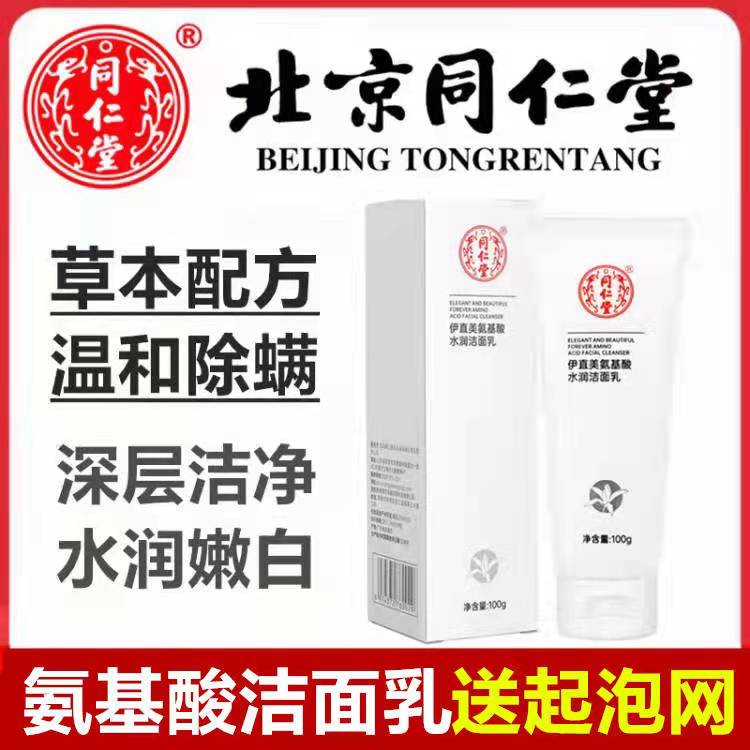 同仁堂
®
北京同仁堂
BEIJING TONGRENTANG
草本配方
温和除螨
深层洁净
水润嫩白
同仁堂
®
ELEGANT AND BEAUTIFUL
FOREVER AMINO
ACID FACIAL CLEANSER
伊直美氨基酸
水润洁面乳
净含量:100g
同仁堂
®
ELEGANT AND BEAUTIFUL
FOREVER AMINO
ACID FACIAL CLEANSER
伊直美氨基酸
水润洁面乳
净含量:100g
氨基酸洁面乳送起泡网